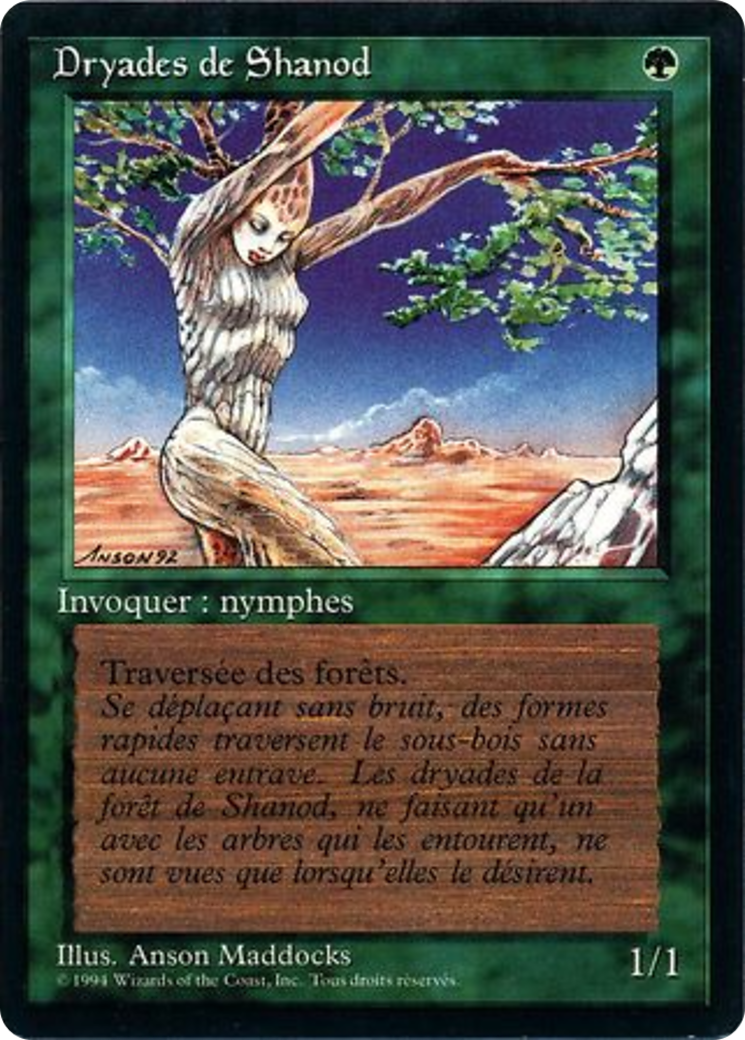 Dryades de Shanod
ANSON 92
Invoquer : nymphes
Traversée des forêts.
Se déplaçant sans bruit, des formes
rapides traversent le sous-bois sans
aucune entrave. Les dryades de la
forêt de Shanod, ne faisant qu'un
avec les arbres qui les entourent, ne
sont vues que lorsqu'elles le désirent.
Illus. Anson Maddocks
1/1
© 1994 Wizards of the Coast, Inc. Tous droits réservés.